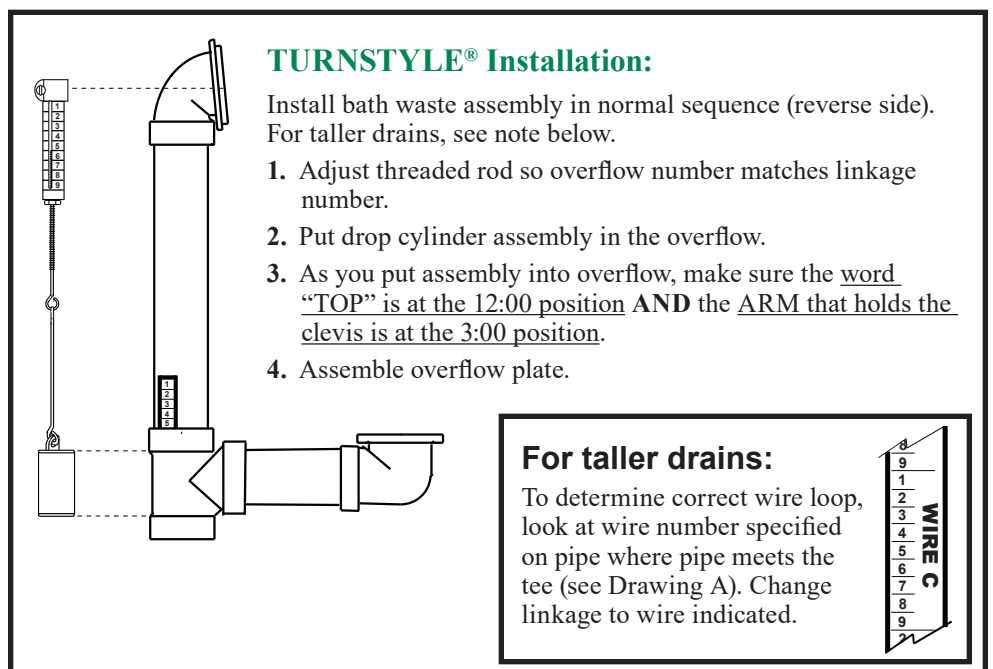 TURNSTYLE® Installation:
Install bath waste assembly in normal sequence (reverse side).
For taller drains, see note below.
1. Adjust threaded rod so overflow number matches linkage
number.
2. Put drop cylinder assembly in the overflow.
3. As you put assembly into overflow, make sure the word
“TOP” is at the 12:00 position AND the ARM that holds the
clevis is at the 3:00 position.
4. Assemble overflow plate.
1
2
3
4
5
6
7
8
9
1
2
3
4
5
For taller drains:
To determine correct wire loop,
look at wire number specified
on pipe where pipe meets the
tee (see Drawing A). Change
linkage to wire indicated.
8
9
1
2
3
4
5
6
7
8
9
2
WIRE C